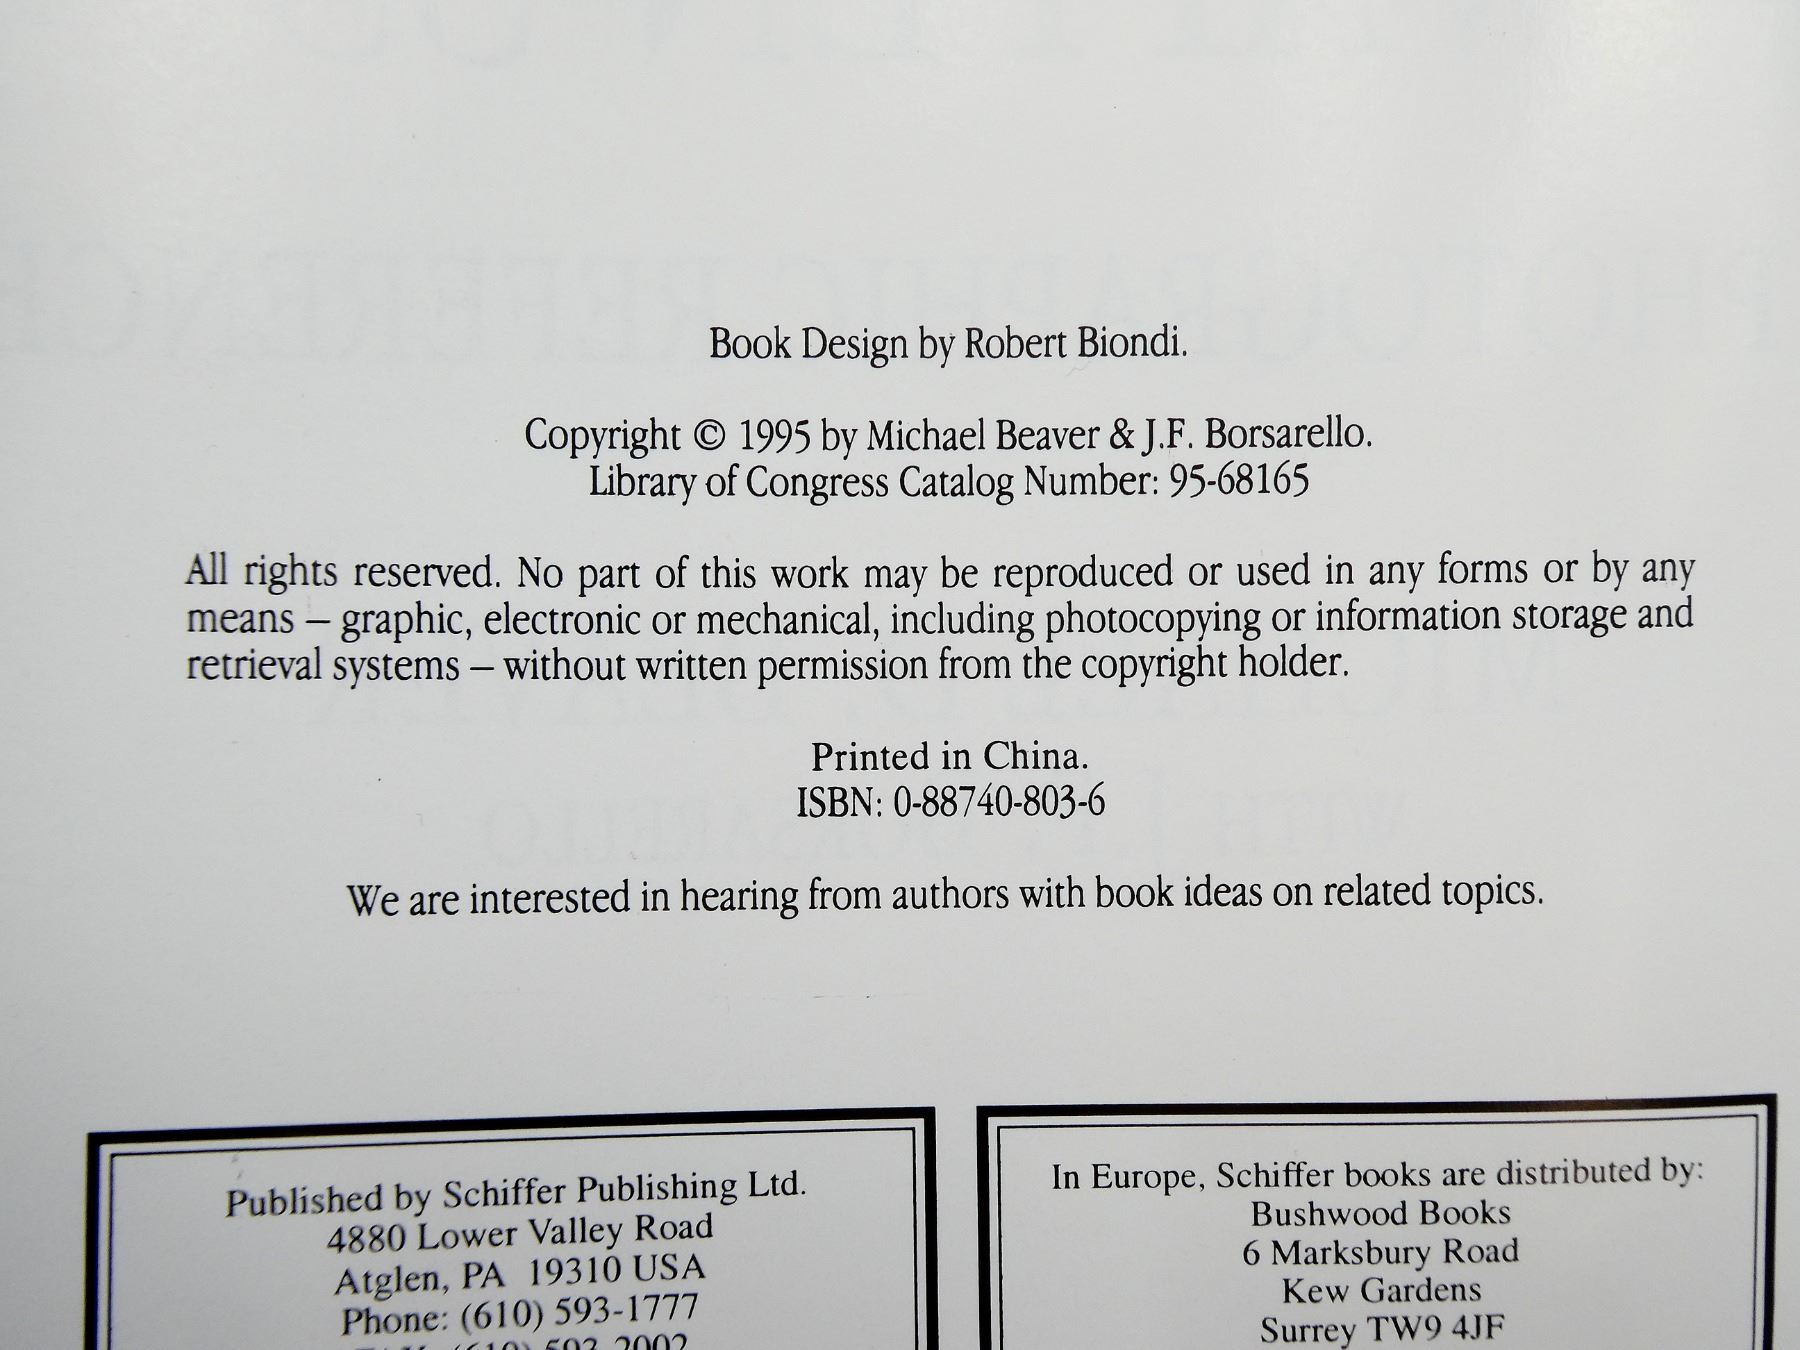 Book Design by Robert Biondi.
Copyright © 1995 by Michael Beaver & J.F. Borsarello.
Library of Congress Catalog Number: 95-68165
All rights reserved. No part of this work may be reproduced or used in any forms or by any
means – graphic, electronic or mechanical, including photocopying or information storage and
retrieval systems – without written permission from the copyright holder.
Printed in China.
ISBN: 0-88740-803-6
We are interested in hearing from authors with book ideas on related topics.
Published by Schiffer Publishing Ltd.
4880 Lower Valley Road
Atglen, PA 19310 USA
Phone: (610) 593-1777
FAX: (610) 593-2002
In Europe, Schiffer books are distributed by:
Bushwood Books
6 Marksbury Road
Kew Gardens
Surrey TW9 4JF